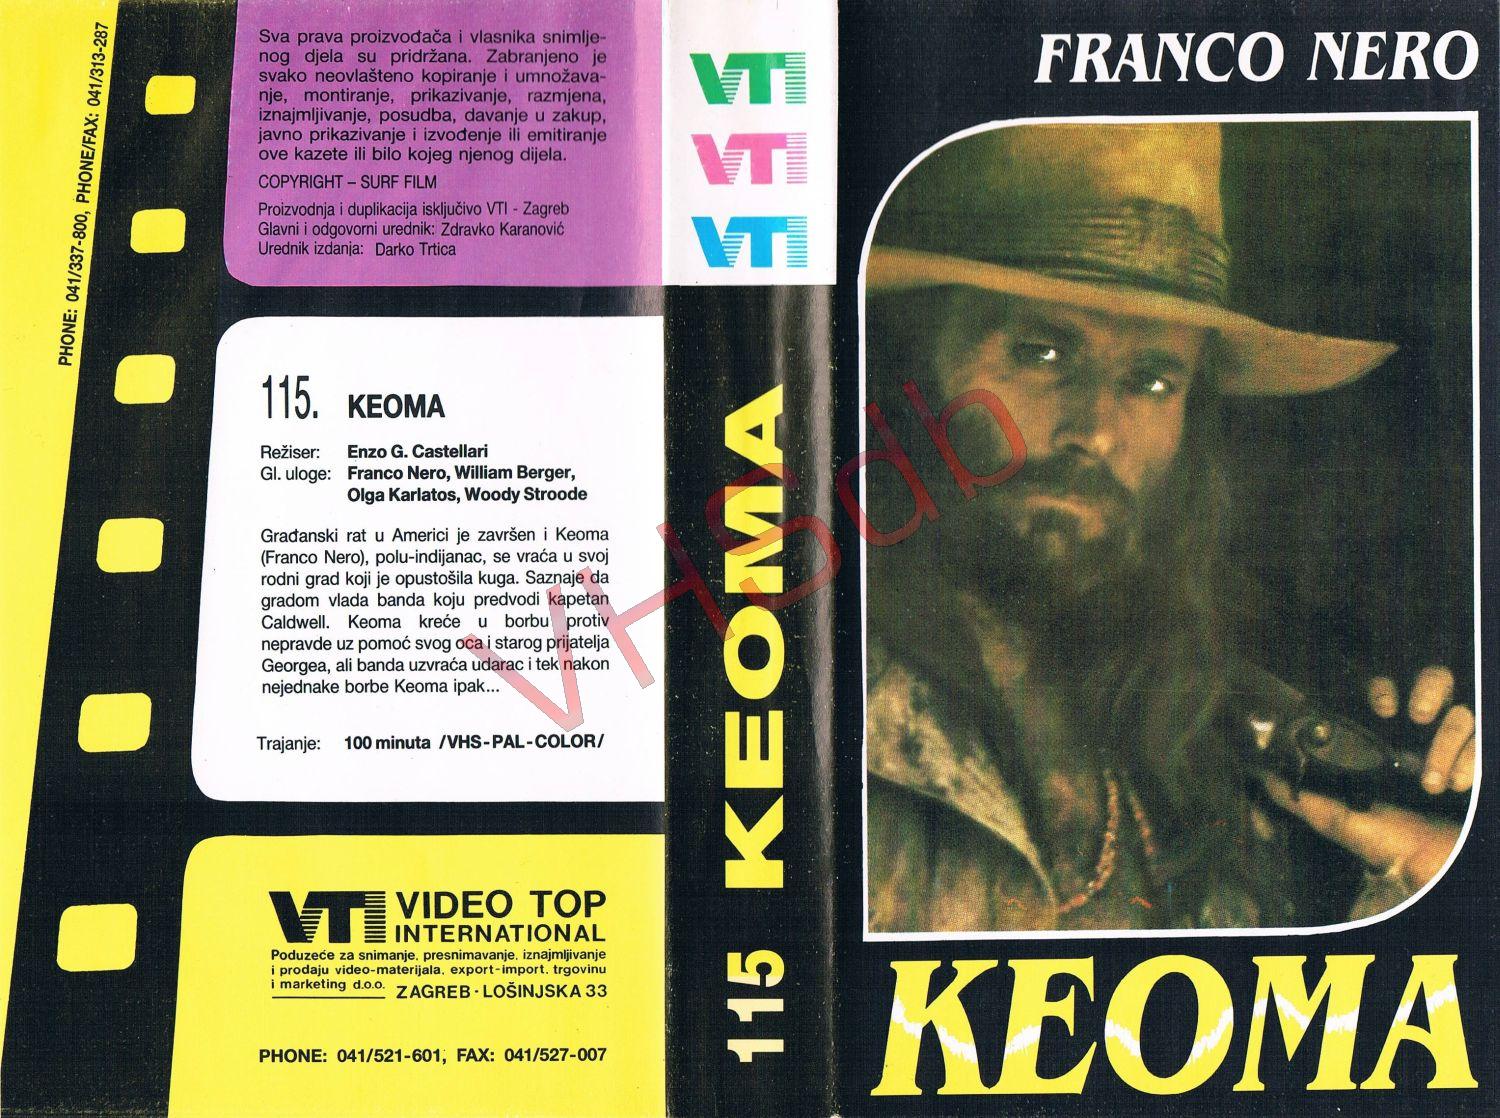 PHONE: 041/337-800, PHONE/FAX: 041/313-287
Sva prava proizvođača i vlasnika snimlje-
nog djela su pridržana. Zabranjeno je
svako neovlašteno kopiranje i umnožava-
nje, montiranje, prikazivanje, razmjena,
iznajmljivanje, posudba, davanje u zakup,
javno prikazivanje i izvođenje ili emitiranje
ove kazete ili bilo kojeg njenog dijela.
COPYRIGHT – SURF FILM
Proizvodnja i duplikacija isključivo VTI - Zagreb
Glavni i odgovorni urednik: Zdravko Karanović
Urednik izdanja: Darko Trtica
115. KEOMA
Režiser: Enzo G. Castellari
Gl. uloge: Franco Nero, William Berger,
Olga Karlatos, Woody Stroode
Građanski rat u Americi je završen i Keoma
(Franco Nero), polu-indijanac, se vraća u svoj
rodni grad koji je opustošila kuga. Saznaje da
gradom vlada banda koju predvodi kapetan
Caldwell. Keoma kreće u borbu protiv
nepravde uz pomoć svog oca i starog prijatelja
Georgea, ali banda uzvraća udarac i tek nakon
nejednake borbe Keoma ipak...
Trajanje: 100 minuta /VHS-PAL-COLOR/
VTI VIDEO TOP
INTERNATIONAL
Poduzeće za snimanje, presnimavanje, iznajmljivanje
i prodaju video-materijala, export-import, trgovinu
i marketing d.o.o. ZAGREB · LOŠINJSKA 33
PHONE: 041/521-601, FAX: 041/527-007
VTI
VTI
VTI
115 KEOMA
FRANCO NERO
KEOMA
VHSdb